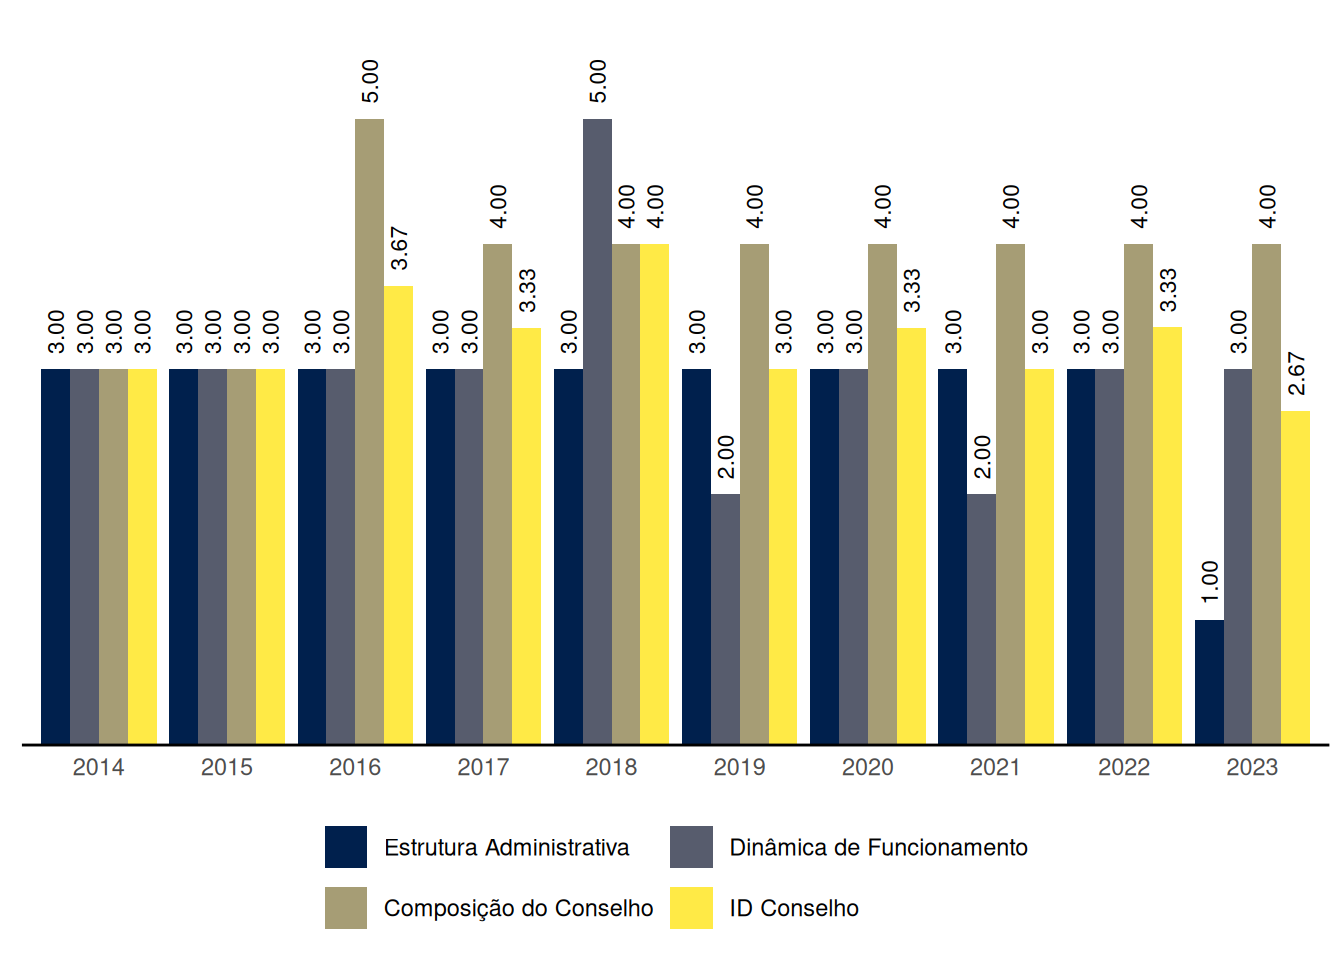 3.00 3.00 3.00 3.00
3.00 3.00 3.00 3.00
3.00 3.00 5.00 3.67
3.00 3.00 4.00 3.33
3.00 5.00 4.00 4.00
3.00 2.00 4.00 3.00
3.00 3.00 4.00 3.33
3.00 2.00 4.00 3.00
3.00 3.00 4.00 3.33
1.00 3.00 4.00 2.67
2014 2015 2016 2017 2018 2019 2020 2021 2022 2023
Estrutura Administrativa Dinâmica de Funcionamento
Composição do Conselho ID Conselho